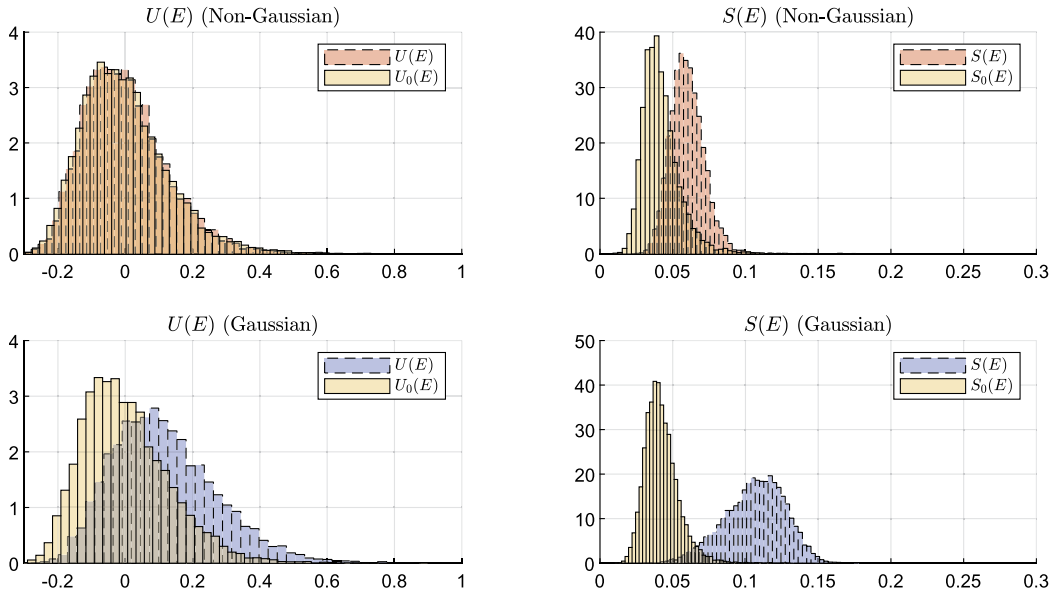 U(E) (Non-Gaussian)
4
3
2
1
0
-0.2 0 0.2 0.4 0.6 0.8 1
U(E)
U₀(E)
S(E) (Non-Gaussian)
40
30
20
10
0
0 0.05 0.1 0.15 0.2 0.25 0.3
S(E)
S₀(E)
U(E) (Gaussian)
4
3
2
1
0
-0.2 0 0.2 0.4 0.6 0.8 1
U(E)
U₀(E)
S(E) (Gaussian)
50
40
30
20
10
0
0 0.05 0.1 0.15 0.2 0.25 0.3
S(E)
S₀(E)